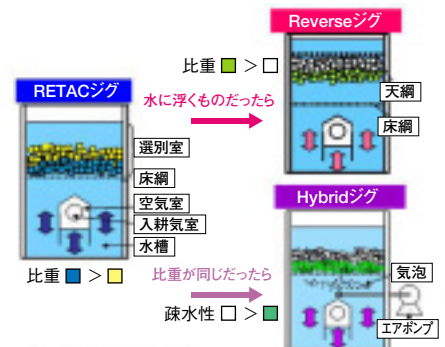 Reverseジグ
比重 ■ > □
RETACジグ
水に浮くものだったら
天綱
床綱
選別室
床綱
空気室
入耕気室
水槽
Hybridジグ
比重 ■ > □
比重が同じだったら
気泡
疎水性 □ > ■
エアポンプ